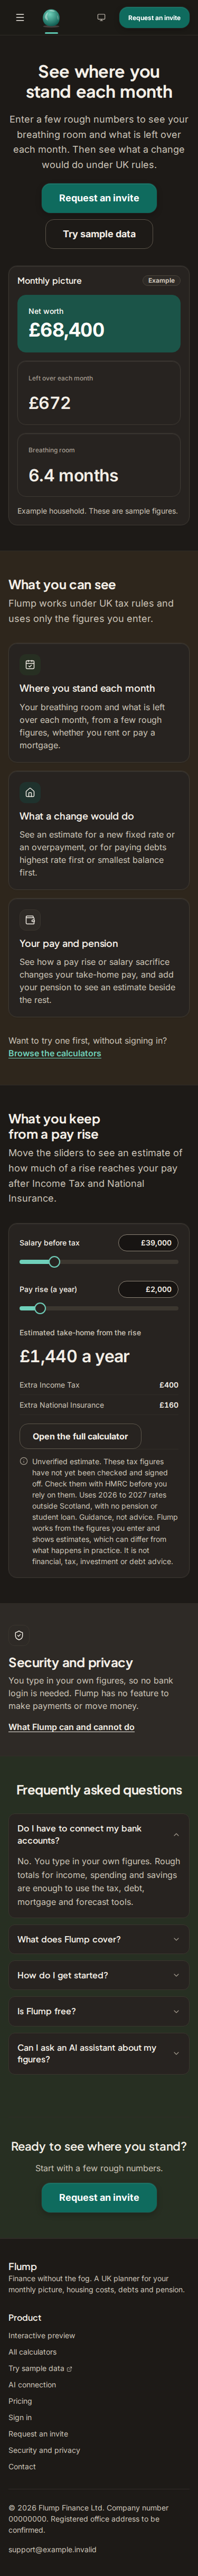 Request an invite
See where you
stand each month
Enter a few rough numbers to see your
breathing room and what is left over
each month. Then see what a change
would do under UK rules.
Request an invite
Try sample data
Monthly picture
Example
Net worth
£68,400
Left over each month
£672
Breathing room
6.4 months
Example household. These are sample figures.
What you can see
Flump works under UK tax rules and
uses only the figures you enter.
Where you stand each month
Your breathing room and what is left
over each month, from a few rough
figures, whether you rent or pay a
mortgage.
What a change would do
See an estimate for a new fixed rate or
an overpayment, or for paying debts
highest rate first or smallest balance
first.
Your pay and pension
See how a pay rise or salary sacrifice
changes your take-home pay, and add
your pension to see an estimate beside
the rest.
Want to try one first, without signing in?
Browse the calculators
What you keep
from a pay rise
Move the sliders to see an estimate of
how much of a rise reaches your pay
after Income Tax and National
Insurance.
Salary before tax
£39,000
Pay rise (a year)
£2,000
Estimated take-home from the rise
£1,440 a year
Extra Income Tax
£400
Extra National Insurance
£160
Open the full calculator
Unverified estimate. These tax figures
have not yet been checked and signed
off. Check them with HMRC before you
rely on them. Uses 2026 to 2027 rates
outside Scotland, with no pension or
student loan. Guidance, not advice. Flump
works from the figures you enter and
shows estimates, which can differ from
what happens in practice. It is not
financial, tax, investment or debt advice.
Security and privacy
You type in your own figures, so no bank
login is needed. Flump has no feature to
make payments or move money.
What Flump can and cannot do
Frequently asked questions
Do I have to connect my bank
accounts?
No. You type in your own figures. Rough
totals for income, spending and savings
are enough to use the tax, debt,
mortgage and forecast tools.
What does Flump cover?
How do I get started?
Is Flump free?
Can I ask an AI assistant about my
figures?
Ready to see where you stand?
Start with a few rough numbers.
Request an invite
Flump
Finance without the fog. A UK planner for your
monthly picture, housing costs, debts and pension.
Product
Interactive preview
All calculators
Try sample data
AI connection
Pricing
Sign in
Request an invite
Security and privacy
Contact
© 2026 Flump Finance Ltd. Company number
00000000. Registered office address to be
confirmed.
support@example.invalid